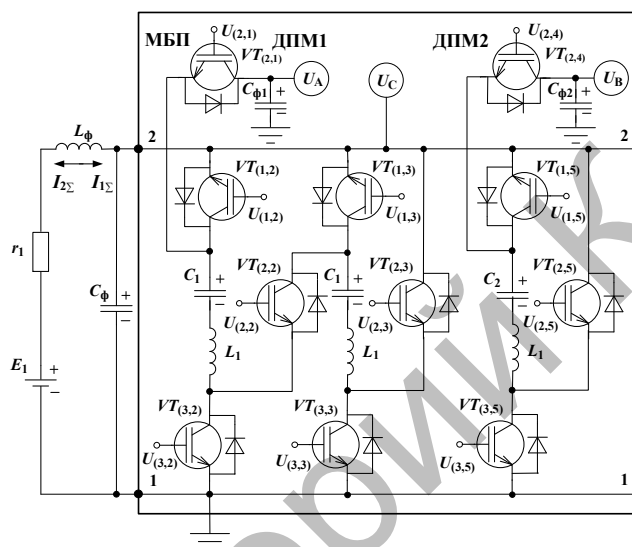 МБП ДПМ1 ДПМ2
U(2,1) U(2,4)
VT(2,1) VT(2,4)
UA UC UB
Cф1 + − Cф2 + −
Lф 2 2
I2Σ I1Σ
VT(1,2) VT(1,3) VT(1,5)
U(1,2) U(1,3) U(1,5)
r1
C1 + − VT(2,2) C1 + − VT(2,3) C2 + − VT(2,5)
Cф + −
U(2,2) U(2,3) U(2,5)
L1 L1 L1
E1 + −
VT(3,2) VT(3,3) VT(3,5)
U(3,2) U(3,3) U(3,5)
1 1